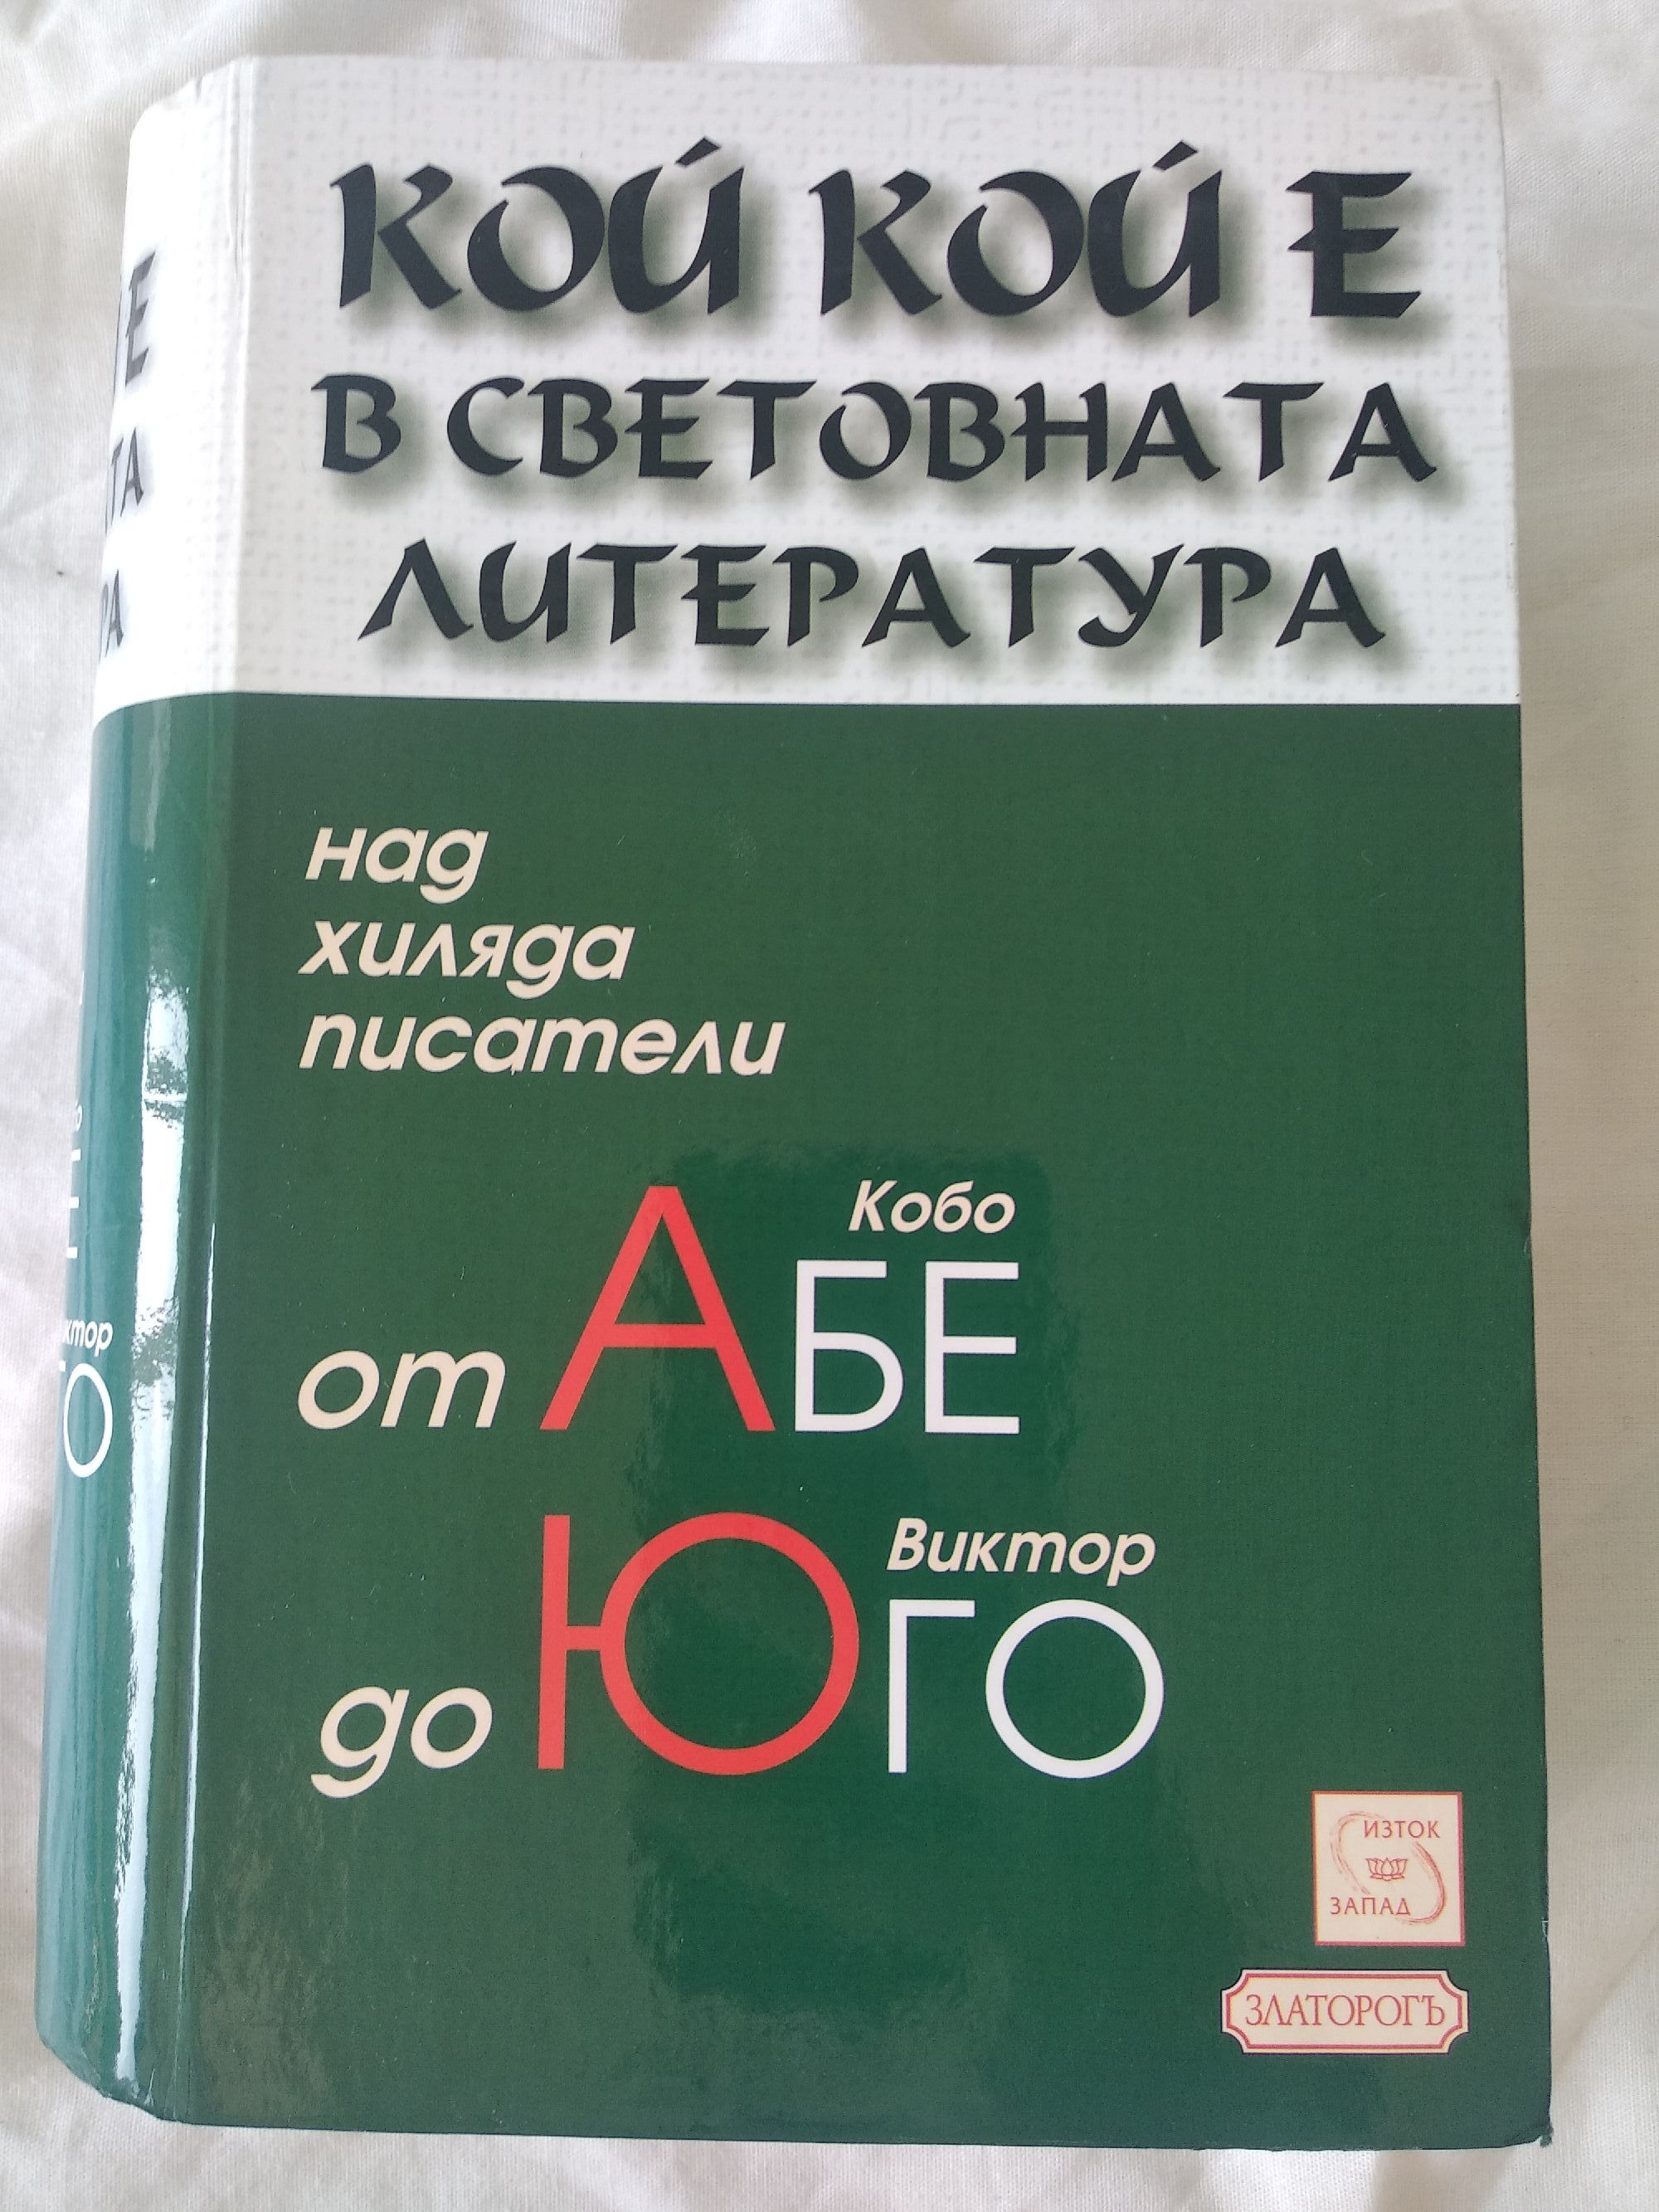 КОЙ КОЙ Е
В СВЕТОВНАТА
ЛИТЕРАТУРА
над
хиляда
писатели
Кобо
от АБЕ
Виктор
до ЮГО
ИЗТОК
ЗАПАД
ЗЛАТОРОГЪ